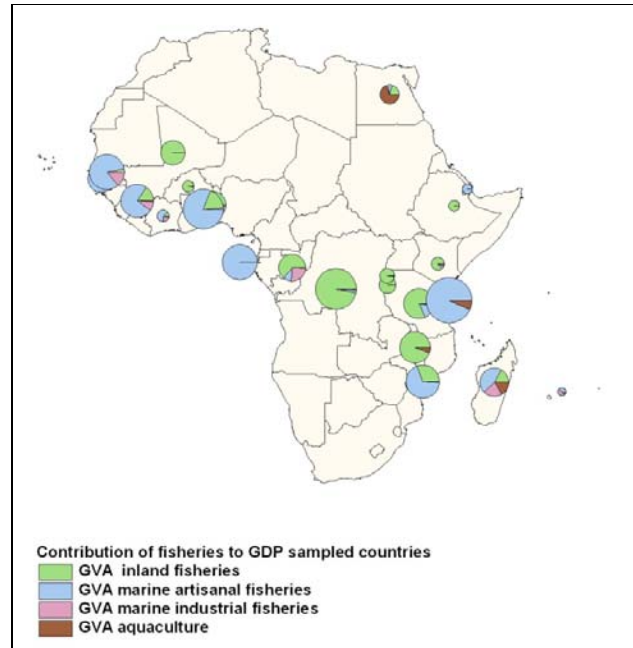 Contribution of fisheries to GDP sampled countries
GVA inland fisheries
GVA marine artisanal fisheries
GVA marine industrial fisheries
GVA aquaculture